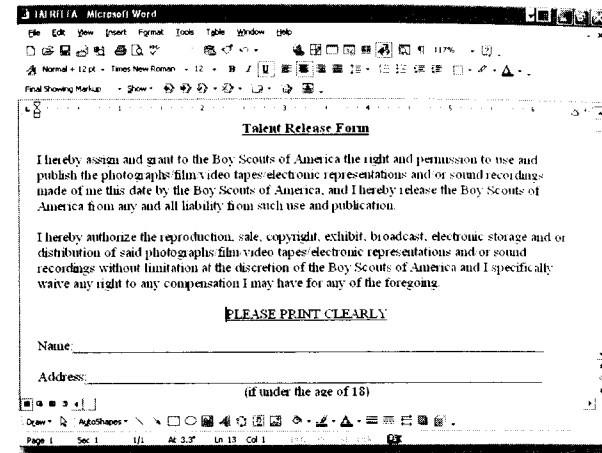 Microsoft Word
File Edit View Insert Format Tools Table Window Help
117%
Normal + 12 pt Times New Roman 12 B I U
Final Showing Markup Show
1 2 3 4 5 6
Talent Release Form
I hereby assign and grant to the Boy Scouts of America the right and permission to use and
publish the photographs/film/video tapes/electronic representations and/or sound recordings
made of me this date by the Boy Scouts of America, and I hereby release the Boy Scouts of
America from any and all liability from such use and publication.
I hereby authorize the reproduction, sale, copyright, exhibit, broadcast, electronic storage and/or
distribution of said photographs/film/video tapes/electronic representations and/or sound
recordings without limitation at the discretion of the Boy Scouts of America and I specifically
waive any right to any compensation I may have for any of the foregoing.
PLEASE PRINT CLEARLY
Name:
Address:
(if under the age of 18)
Draw AutoShapes
Page 1 Sec 1 1/1 At 3.3" Ln 13 Col 1